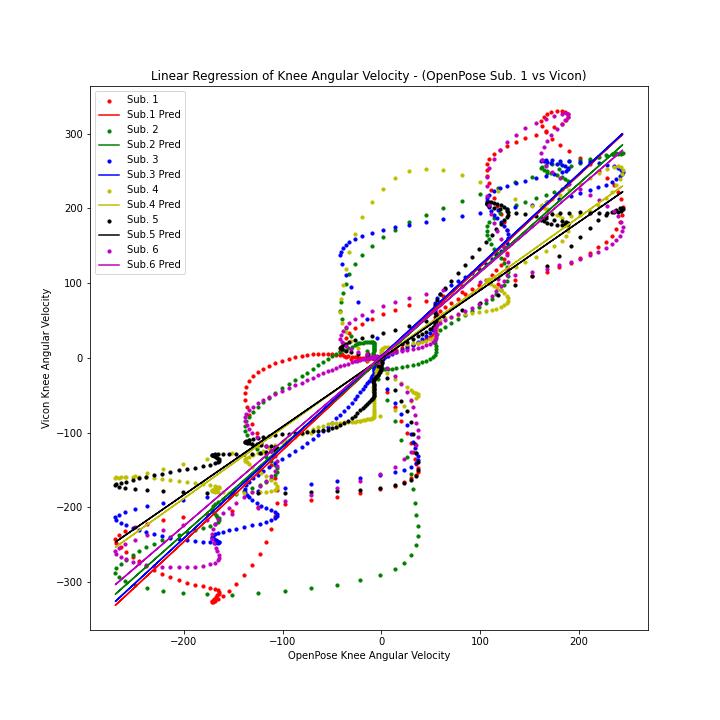 Linear Regression of Knee Angular Velocity - (OpenPose Sub. 1 vs Vicon)
Sub. 1
Sub.1 Pred
Sub. 2
Sub.2 Pred
Sub. 3
Sub.3 Pred
Sub. 4
Sub.4 Pred
Sub. 5
Sub.5 Pred
Sub. 6
Sub.6 Pred
Vicon Knee Angular Velocity
300
200
100
0
−100
−200
−300
−200 −100 0 100 200
OpenPose Knee Angular Velocity